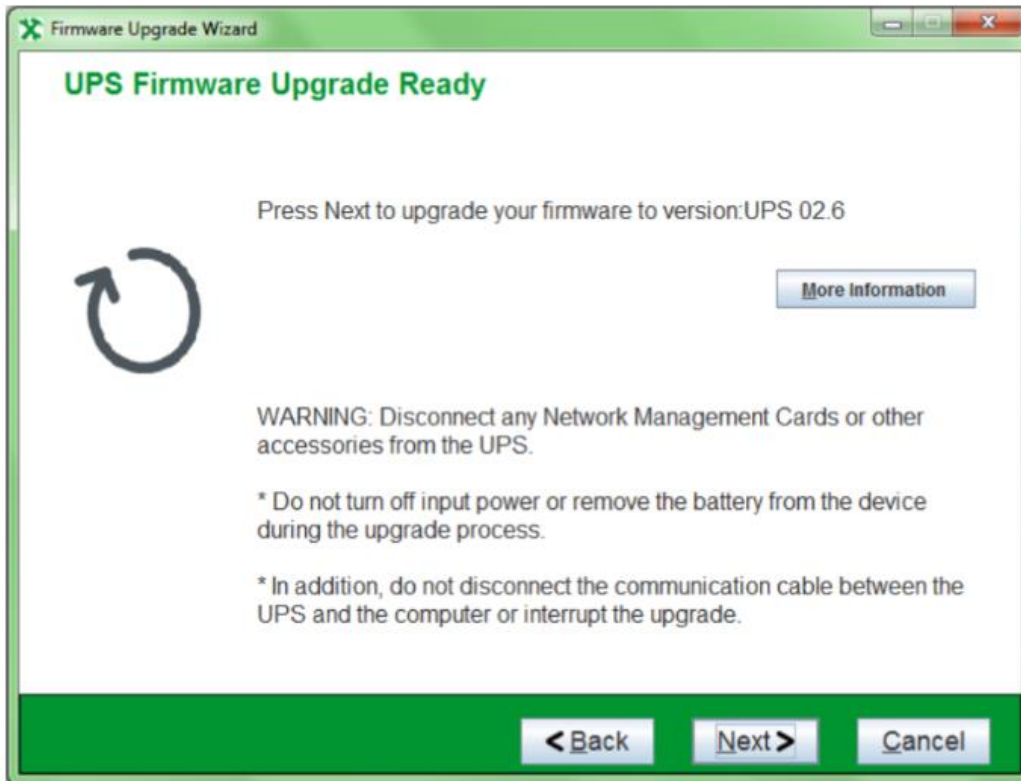 Firmware Upgrade Wizard
UPS Firmware Upgrade Ready
Press Next to upgrade your firmware to version:UPS 02.6
More Information
WARNING: Disconnect any Network Management Cards or other
accessories from the UPS.
* Do not turn off input power or remove the battery from the device
during the upgrade process.
* In addition, do not disconnect the communication cable between the
UPS and the computer or interrupt the upgrade.
< Back
Next >
Cancel